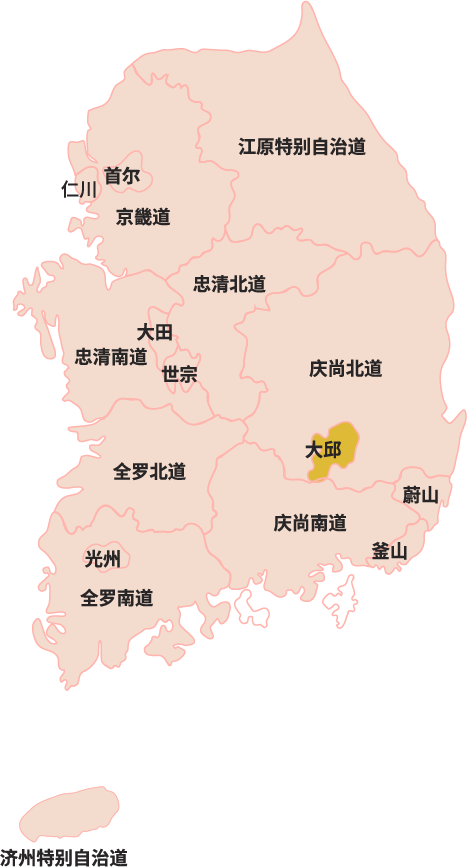 江原特别自治道
首尔
仁川
京畿道
忠清北道
大田
忠清南道
庆尚北道
世宗
大邱
全罗北道
蔚山
庆尚南道
釜山
光州
全罗南道
济州特别自治道